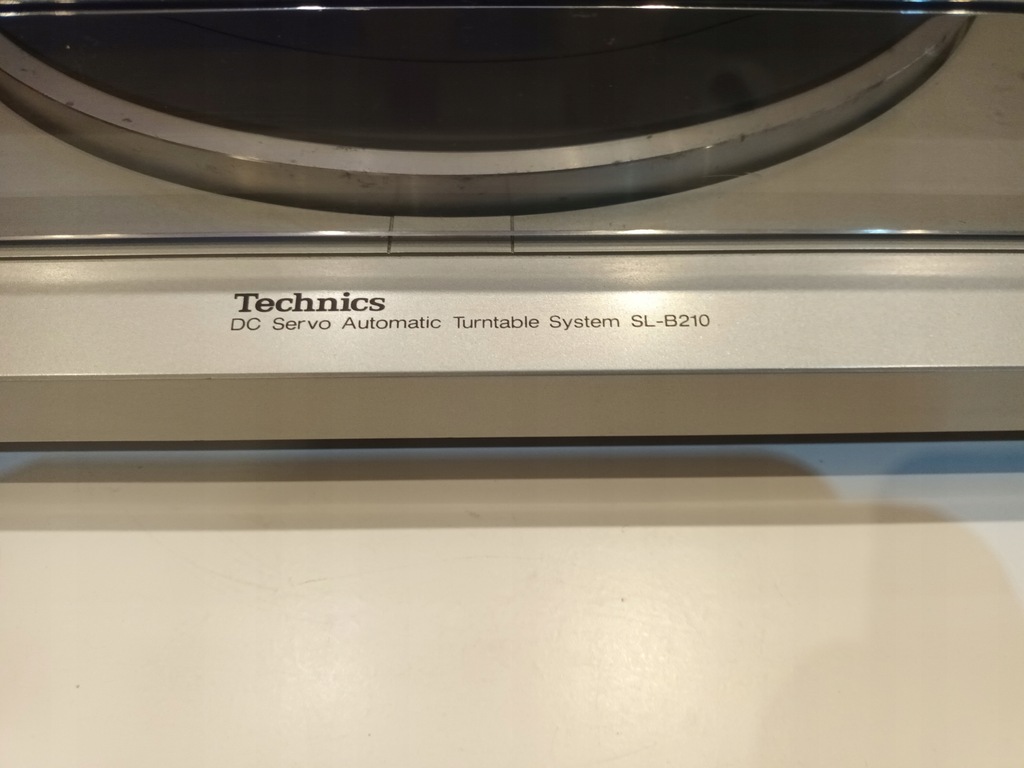 Technics
DC Servo Automatic Turntable System SL-B210